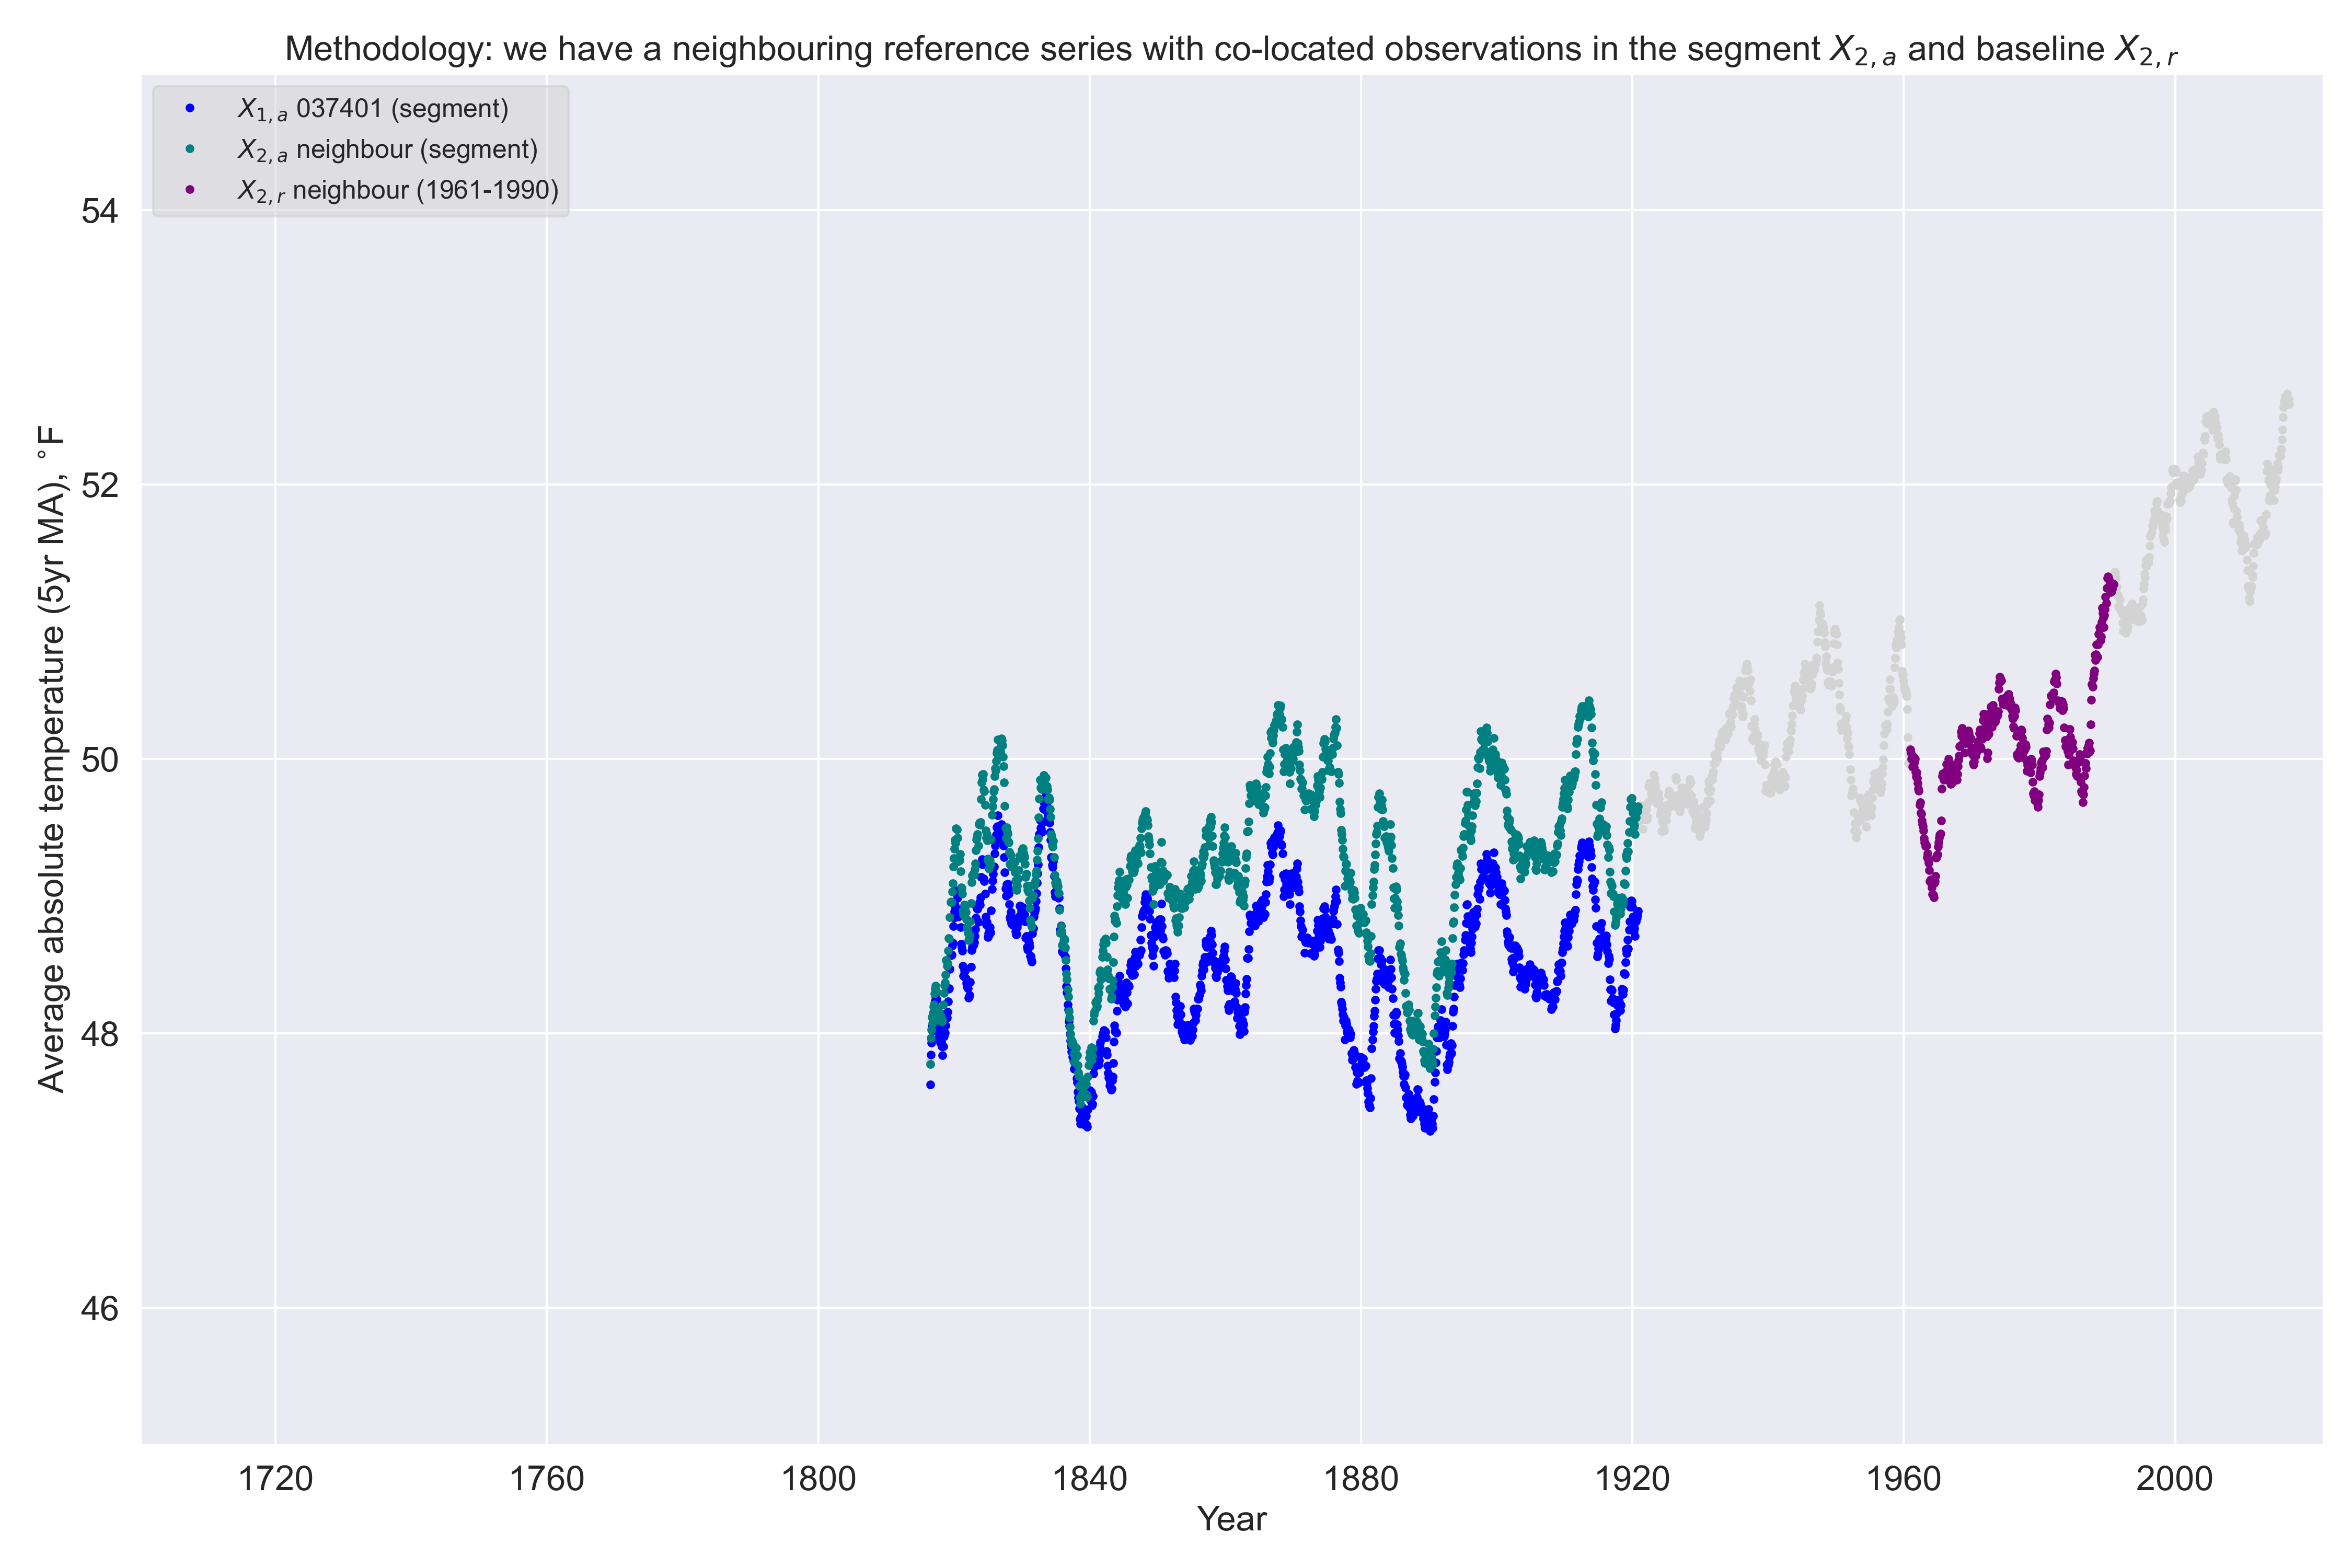 Methodology: we have a neighbouring reference series with co-located observations in the segment X2, a and baseline X2, r
X1, a 037401 (segment)
X2, a neighbour (segment)
X2, r neighbour (1961-1990)
Average absolute temperature (5yr MA), °F
54
52
50
48
46
1720 1760 1800 1840 1880 1920 1960 2000
Year